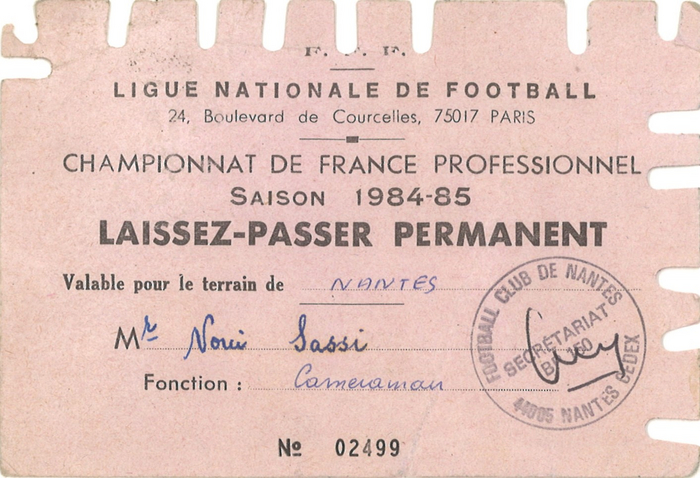 F. F. F.
LIGUE NATIONALE DE FOOTBALL
24, Boulevard de Courcelles, 75017 PARIS
CHAMPIONNAT DE FRANCE PROFESSIONNEL
SAISON 1984-85
LAISSEZ-PASSER PERMANENT
Valable pour le terrain de NANTES
Mr Nouri Sassi
Fonction : Cameraman
No 02499
FOOTBALL CLUB DE NANTES
SECRÉTARIAT
44005 NANTES CEDEX